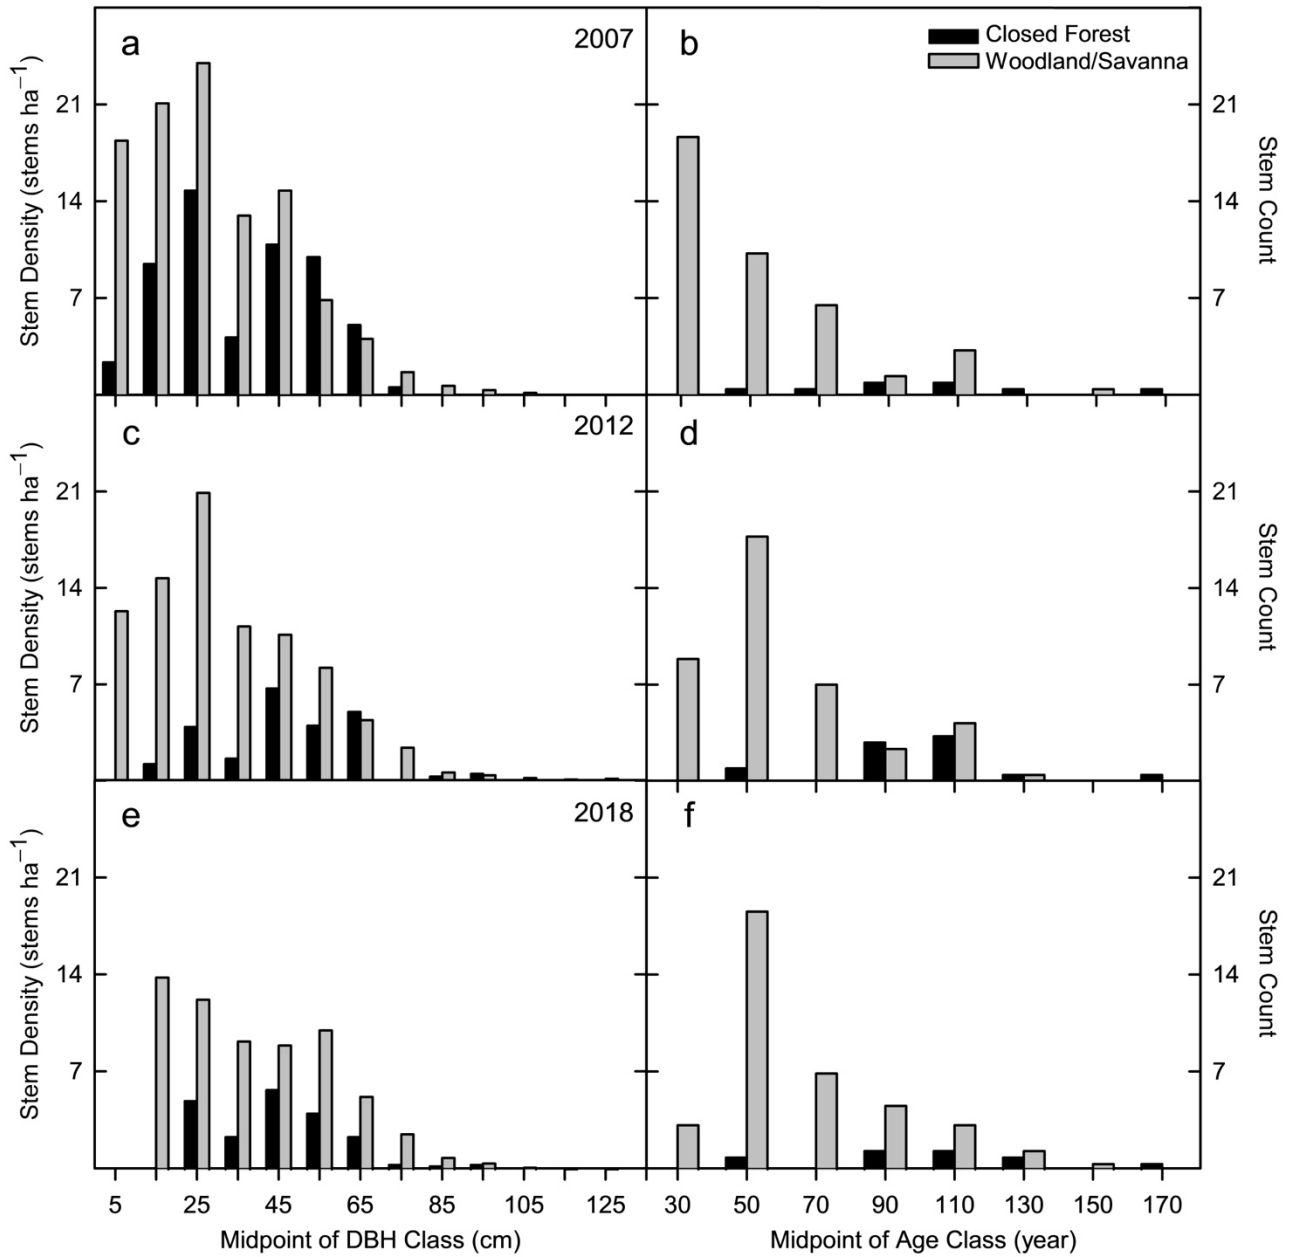 a 2007
b
Closed Forest
Woodland/Savanna
Stem Density (stems ha⁻¹)
21
14
7
21
14
7
Stem Count
c 2012
d
Stem Density (stems ha⁻¹)
21
14
7
21
14
7
Stem Count
e 2018
f
Stem Density (stems ha⁻¹)
21
14
7
21
14
7
Stem Count
5 25 45 65 85 105 125
30 50 70 90 110 130 150 170
Midpoint of DBH Class (cm)
Midpoint of Age Class (year)